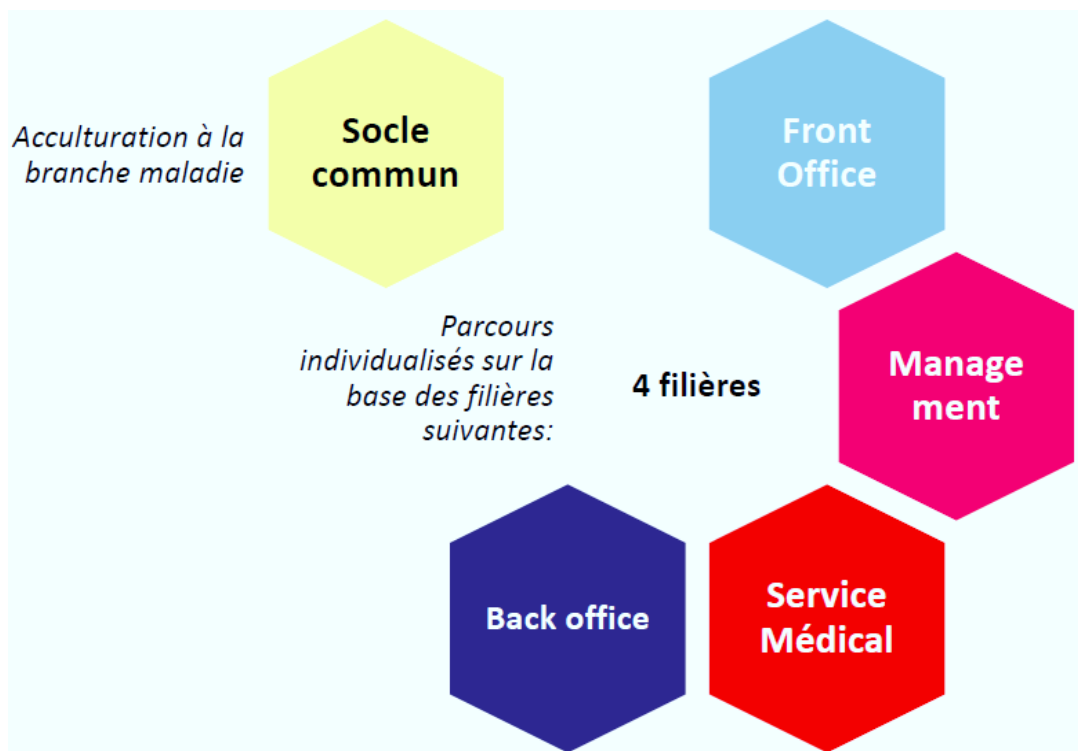 Acculturation à la
branche maladie
Socle
commun
Front
Office
Parcours
individualisés sur la
base des filières
suivantes:
4 filières
Manage
ment
Back office
Service
Médical